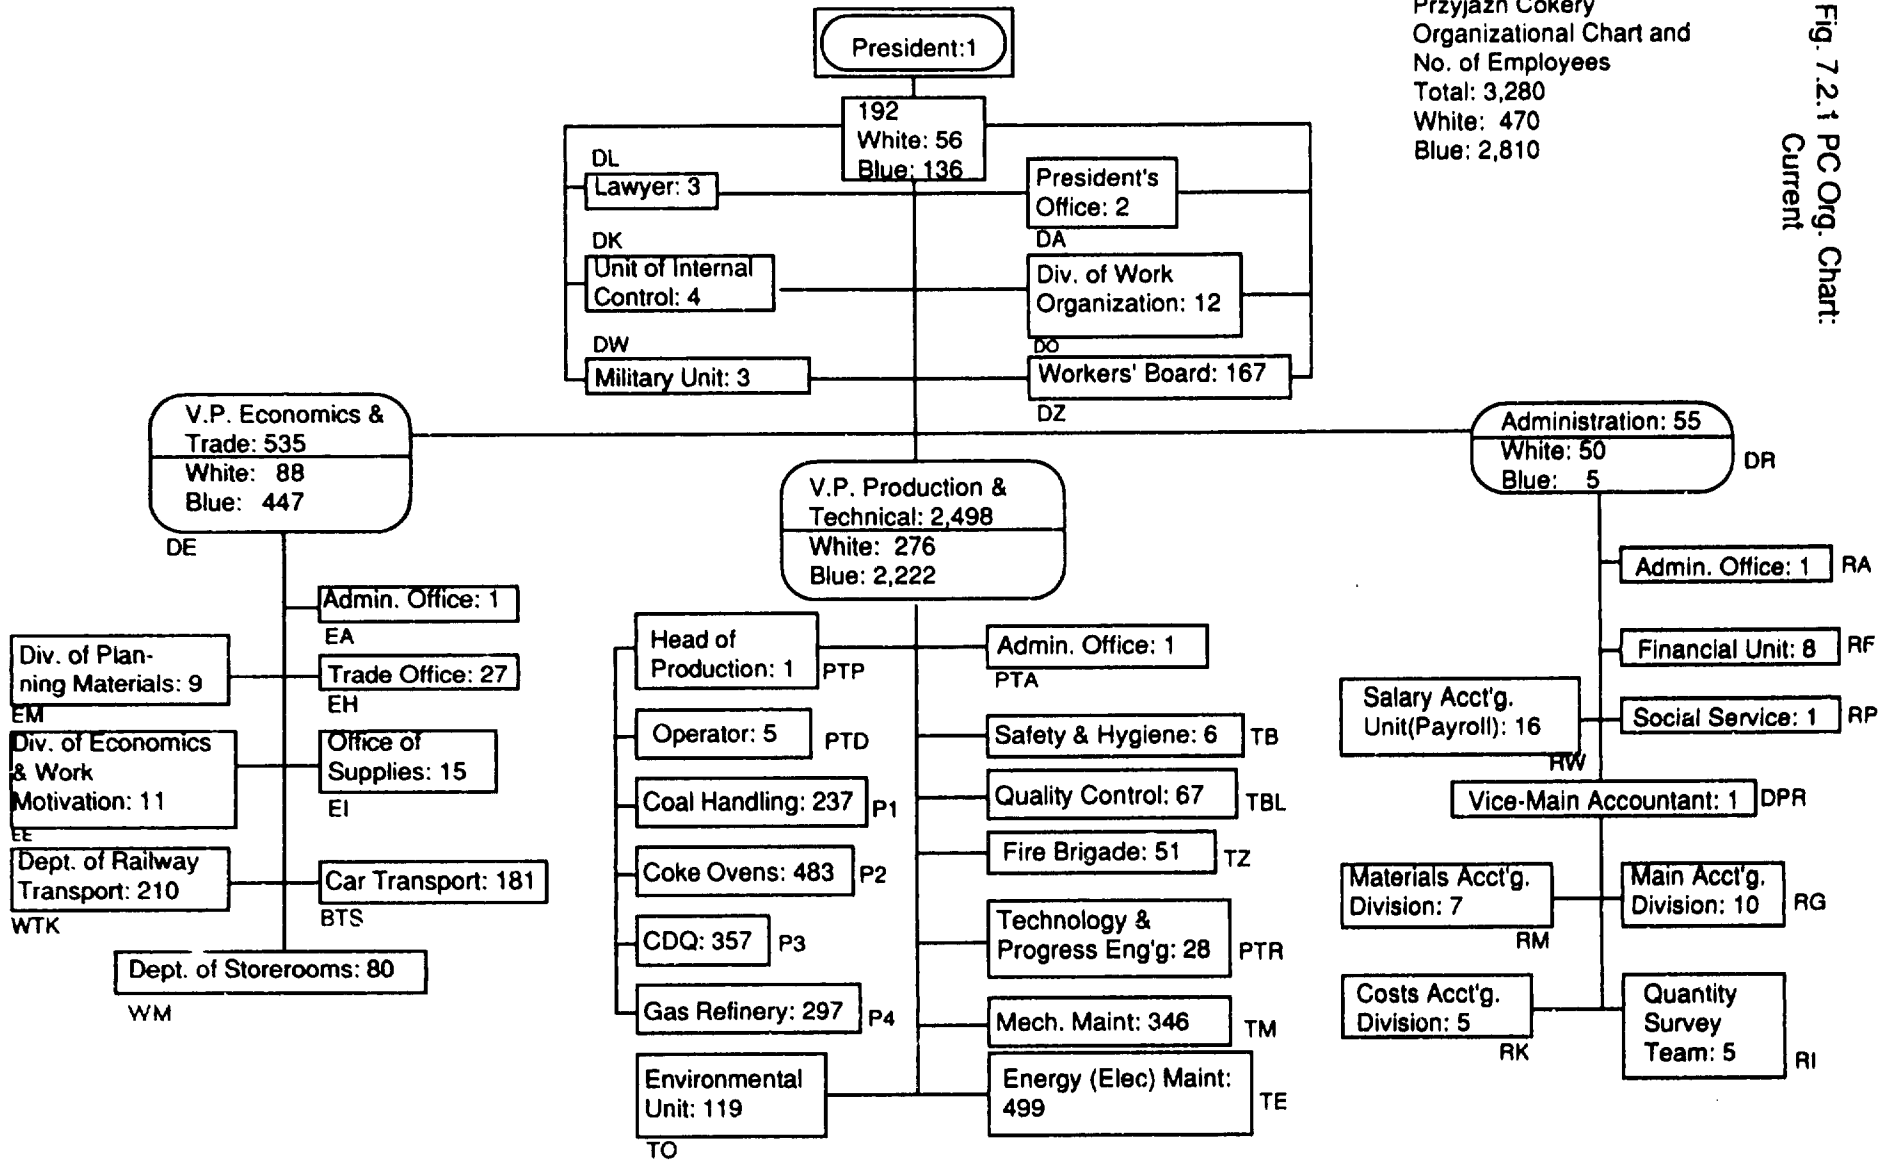 Przyjazn Cokery
Organizational Chart and
No. of Employees
Total: 3,280
White: 470
Blue: 2,810
Fig. 7.2.1 PC Org. Chart:
Current
President:1
192
White: 56
Blue: 136
DL
Lawyer: 3
President's
Office: 2
DA
DK
Unit of Internal
Control: 4
Div. of Work
Organization: 12
DO
DW
Military Unit: 3
Workers' Board: 167
DZ
V.P. Economics &
Trade: 535
White: 88
Blue: 447
DE
V.P. Production &
Technical: 2,498
White: 276
Blue: 2,222
Administration: 55
White: 50
Blue: 5
DR
Admin. Office: 1
EA
Div. of Plan-
ning Materials: 9
EM
Trade Office: 27
EH
Div. of Economics
& Work
Motivation: 11
EE
Office of
Supplies: 15
EI
Dept. of Railway
Transport: 210
WTK
Car Transport: 181
BTS
Dept. of Storerooms: 80
WM
Head of
Production: 1
PTP
Admin. Office: 1
PTA
Operator: 5
PTD
Safety & Hygiene: 6
TB
Coal Handling: 237
P1
Quality Control: 67
TBL
Fire Brigade: 51
TZ
Coke Ovens: 483
P2
CDQ: 357
P3
Technology &
Progress Eng'g: 28
PTR
Gas Refinery: 297
P4
Mech. Maint: 346
TM
Environmental
Unit: 119
TO
Energy (Elec) Maint:
499
TE
Admin. Office: 1
RA
Financial Unit: 8
RF
Salary Acct'g.
Unit(Payroll): 16
RW
Social Service: 1
RP
Vice-Main Accountant: 1
DPR
Materials Acct'g.
Division: 7
RM
Main Acct'g.
Division: 10
RG
Costs Acct'g.
Division: 5
RK
Quantity
Survey
Team: 5
RI